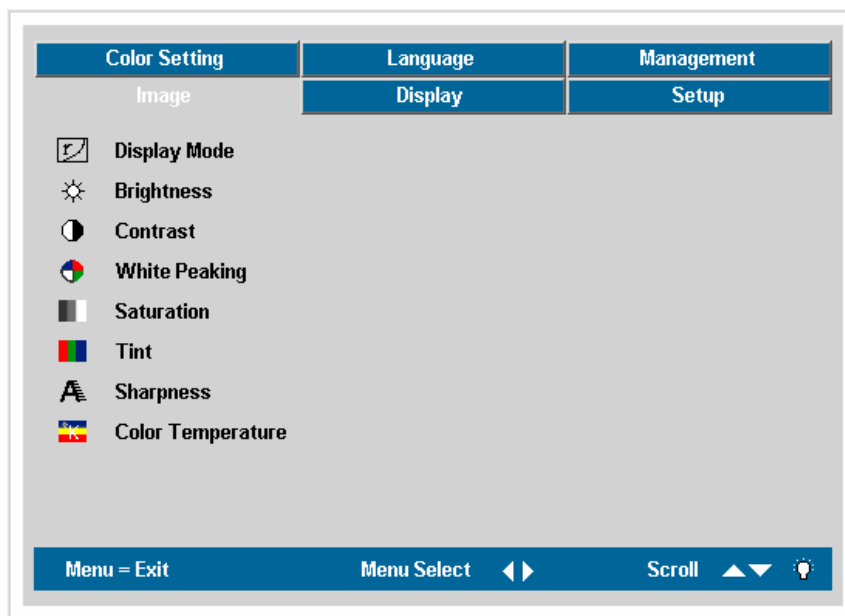 Color Setting Language Management
Image Display Setup
Display Mode
Brightness
Contrast
White Peaking
Saturation
Tint
Sharpness
Color Temperature
Menu = Exit Menu Select Scroll